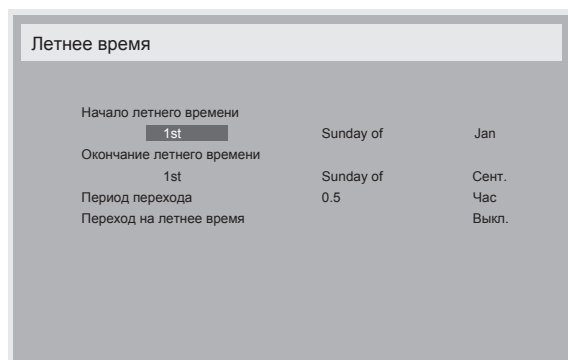 Летнее время
Начало летнего времени
1st Sunday of Jan
Окончание летнего времени
1st Sunday of Сент.
Период перехода 0.5 Час
Переход на летнее время Выкл.